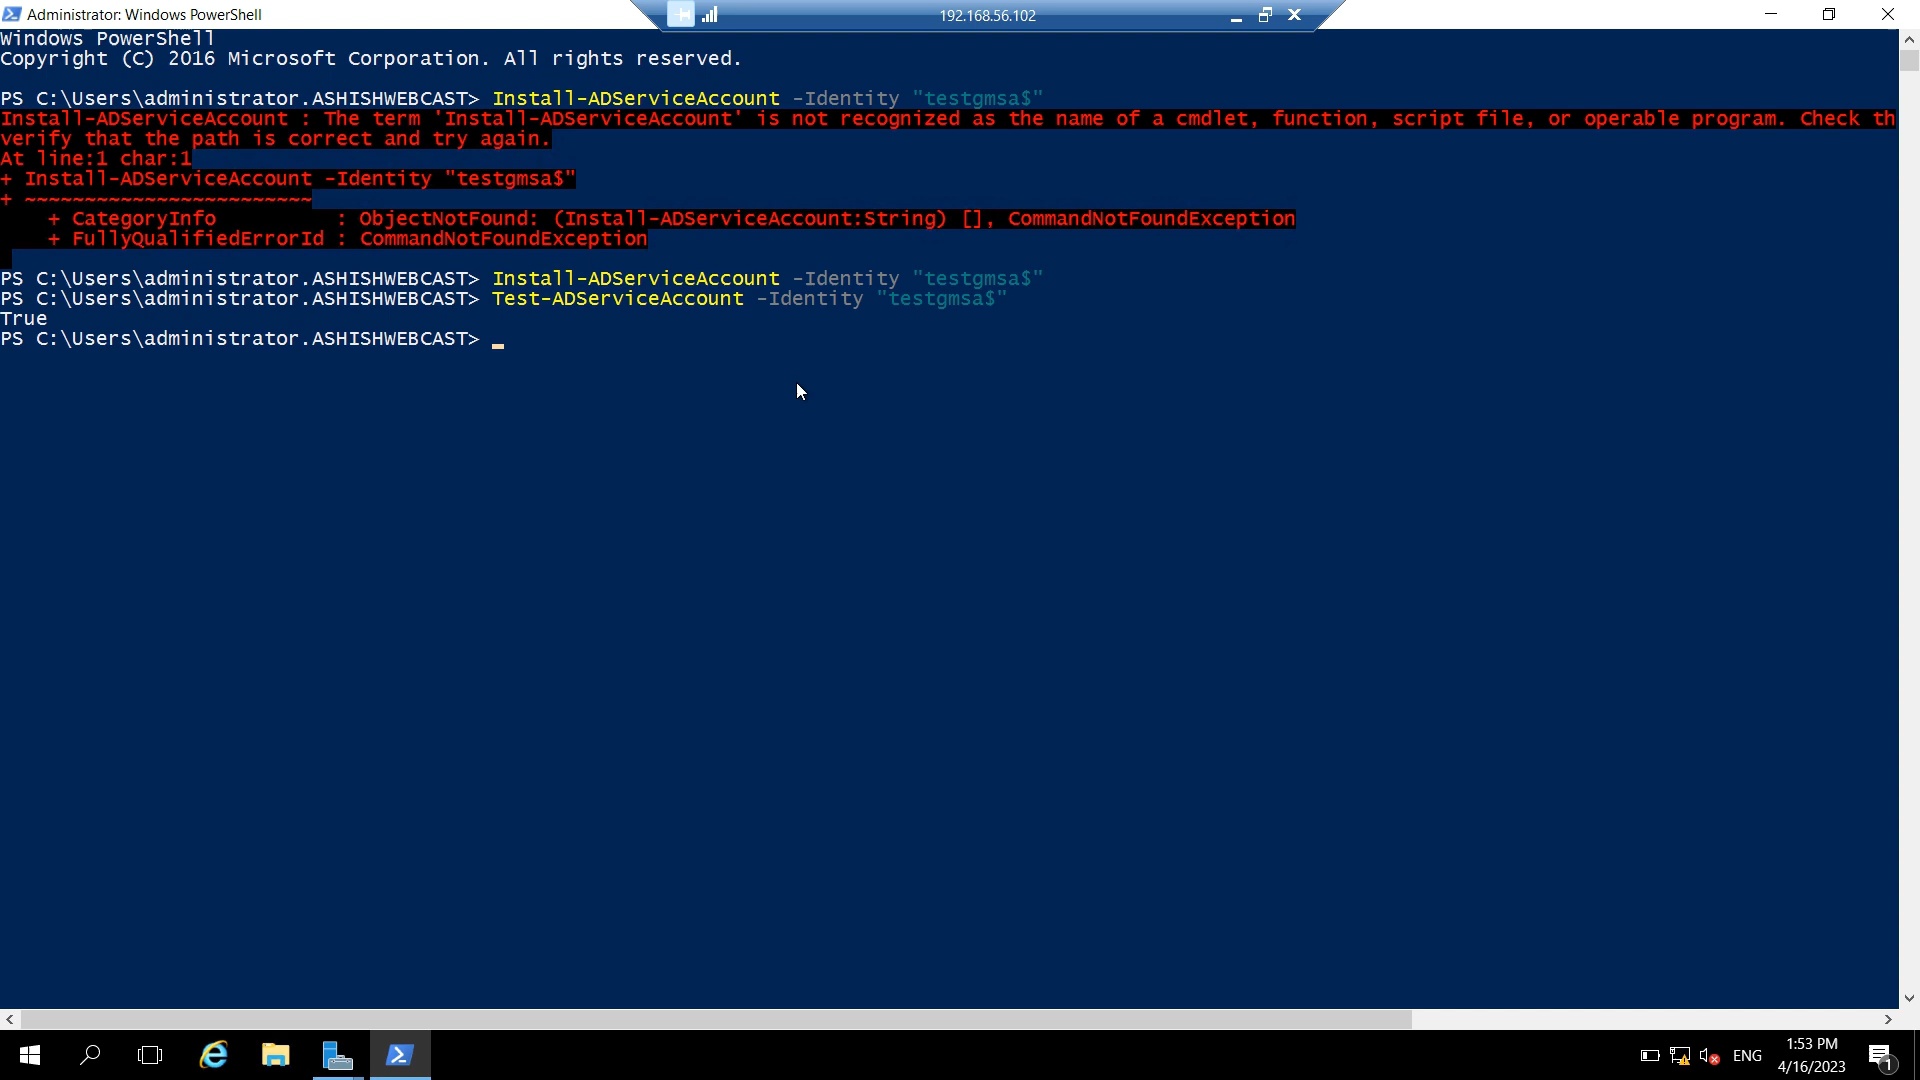 Administrator: Windows PowerShell
192.168.56.102
Windows PowerShell
Copyright (C) 2016 Microsoft Corporation. All rights reserved.
PS C:\Users\administrator.ASHISHWEBCAST> Install-ADServiceAccount -Identity "testgmsa$"
Install-ADServiceAccount : The term 'Install-ADServiceAccount' is not recognized as the name of a cmdlet, function, script file, or operable program. Check th
verify that the path is correct and try again.
At line:1 char:1
+ Install-ADServiceAccount -Identity "testgmsa$"
+ ~~~~~~~~~~~~~~~~~~~~~~~~
    + CategoryInfo          : ObjectNotFound: (Install-ADServiceAccount:String) [], CommandNotFoundException
    + FullyQualifiedErrorId : CommandNotFoundException
PS C:\Users\administrator.ASHISHWEBCAST> Install-ADServiceAccount -Identity "testgmsa$"
PS C:\Users\administrator.ASHISHWEBCAST> Test-ADServiceAccount -Identity "testgmsa$"
True
PS C:\Users\administrator.ASHISHWEBCAST> _
ENG
1:53 PM
4/16/2023
1